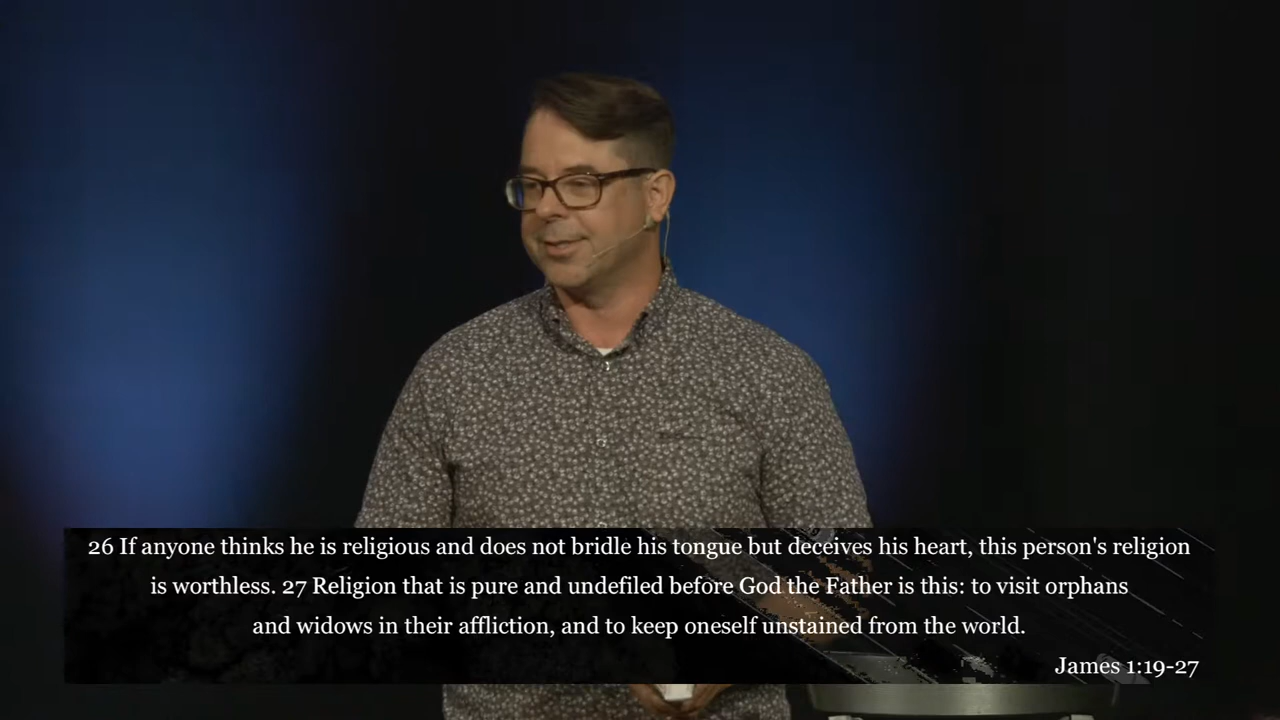 26 If anyone thinks he is religious and does not bridle his tongue but deceives his heart, this person's religion
is worthless. 27 Religion that is pure and undefiled before God the Father is this: to visit orphans
and widows in their affliction, and to keep oneself unstained from the world.
James 1:19-27